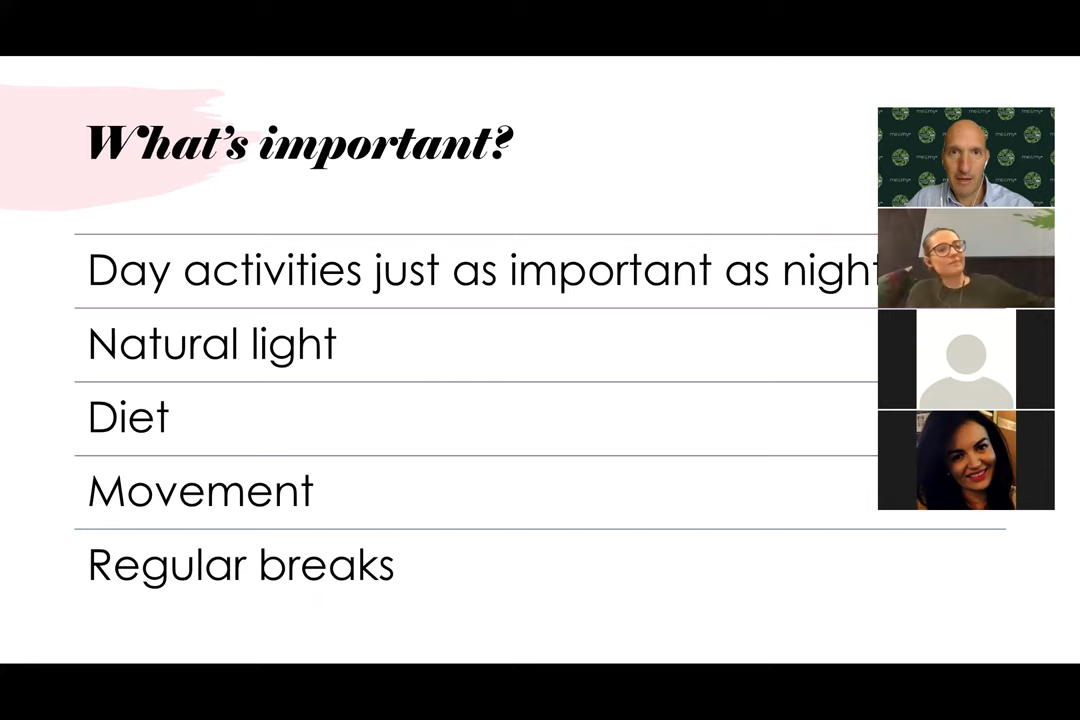 What's important?
Day activities just as important as night
Natural light
Diet
Movement
Regular breaks